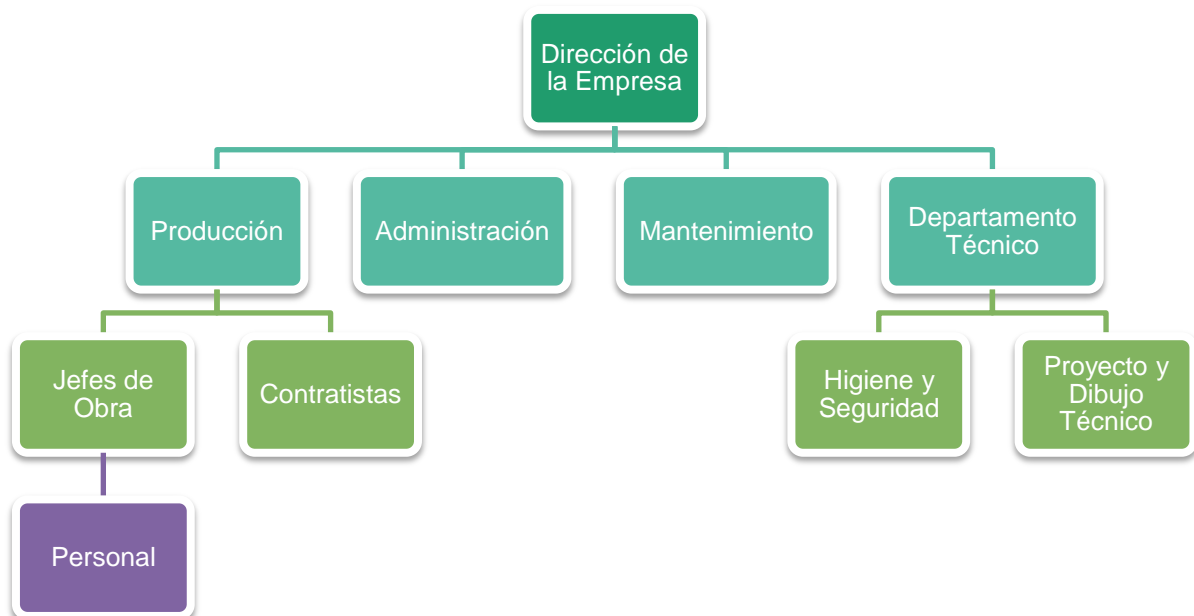 Dirección de
la Empresa
Producción
Administración
Mantenimiento
Departamento
Técnico
Jefes de
Obra
Contratistas
Higiene y
Seguridad
Proyecto y
Dibujo
Técnico
Personal